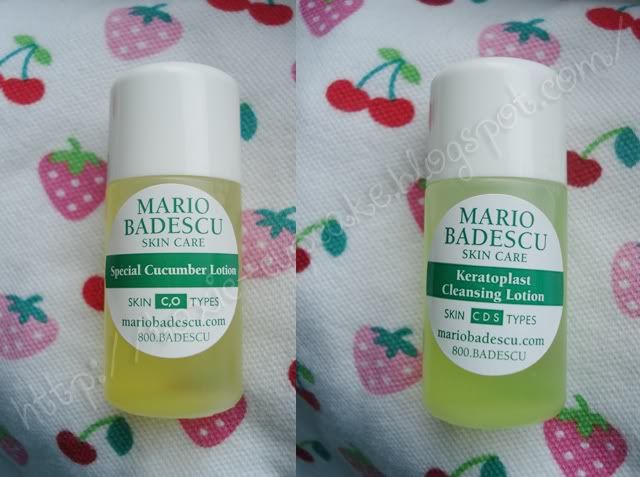 MARIO
BADESCU
SKIN CARE
Special Cucumber Lotion
SKIN C,O TYPES
mariobadescu.com
800.BADESCU
MARIO
BADESCU
SKIN CARE
Keratoplast
Cleansing Lotion
SKIN C D S TYPES
mariobadescu.com
800.BADESCU